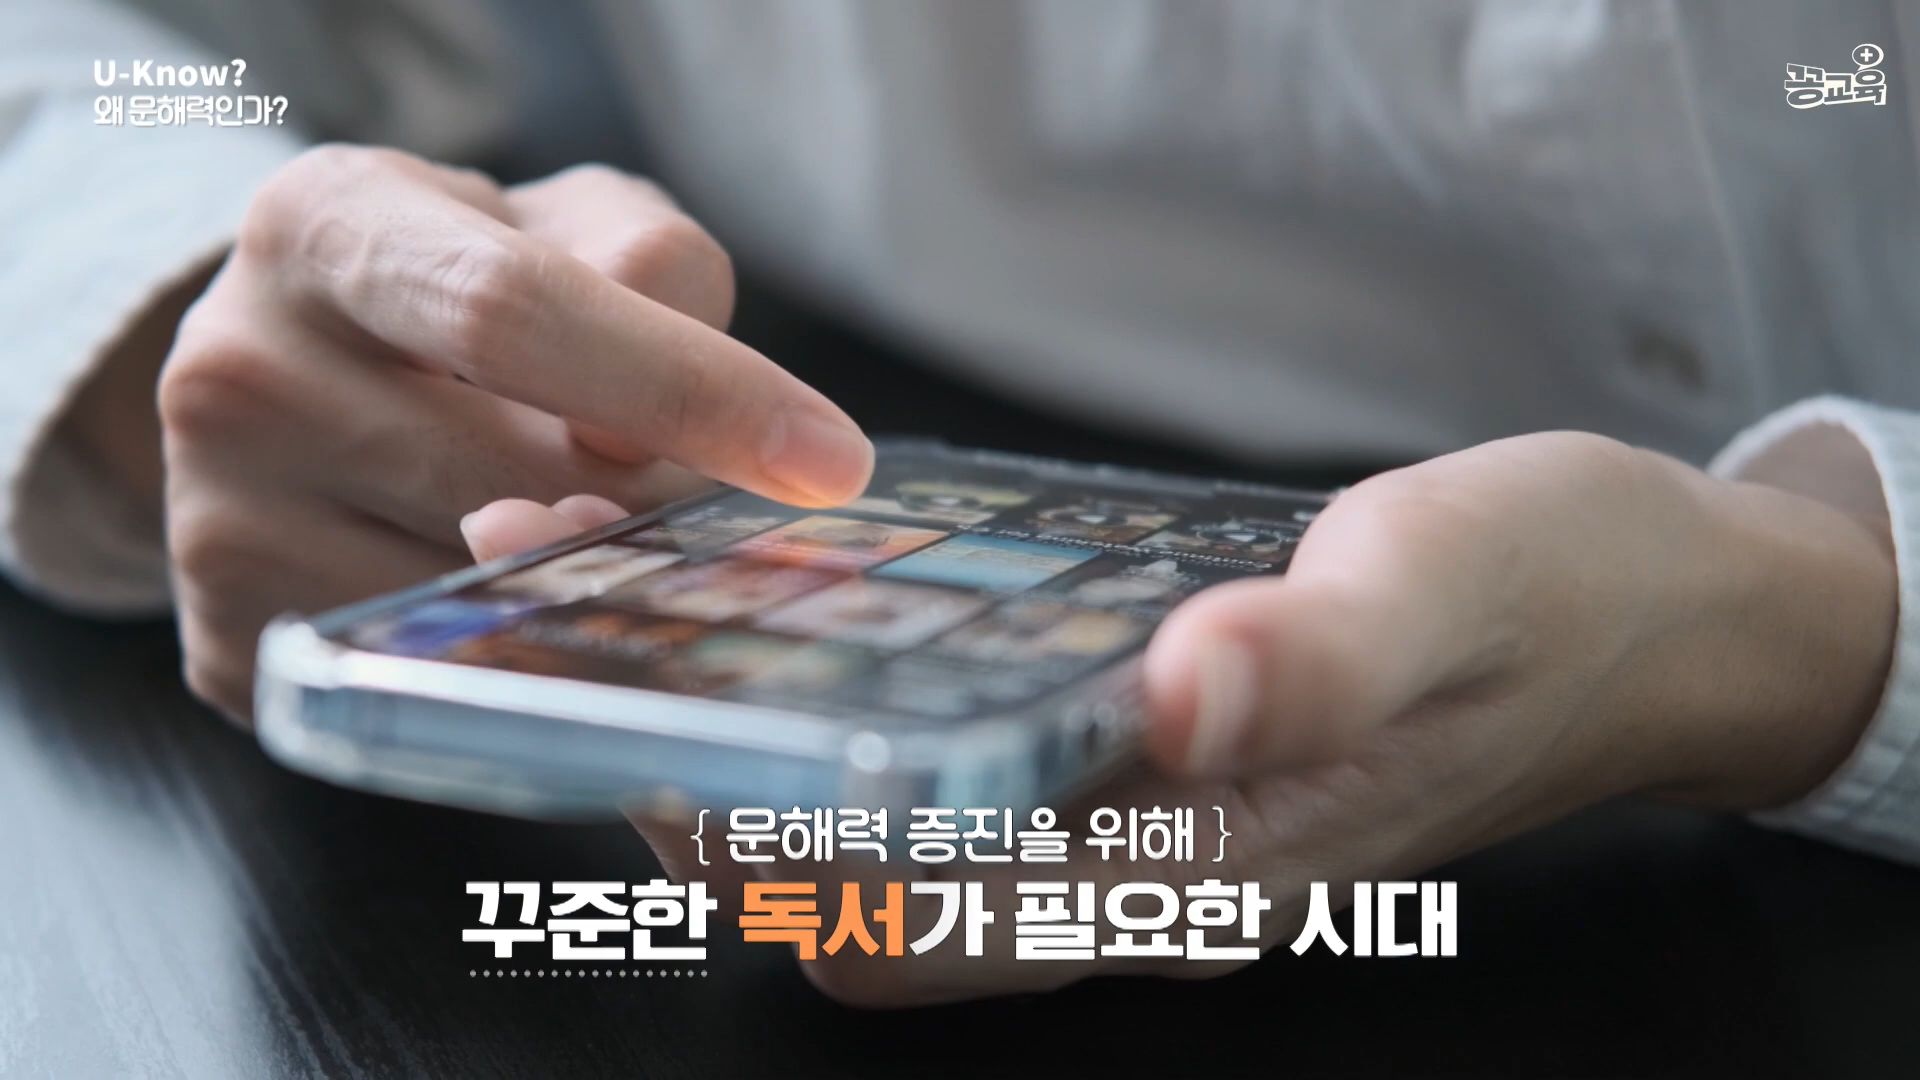 U-Know?
왜 문해력인가?
꿍교육
{ 문해력 증진을 위해 }
꾸준한 독서가 필요한 시대